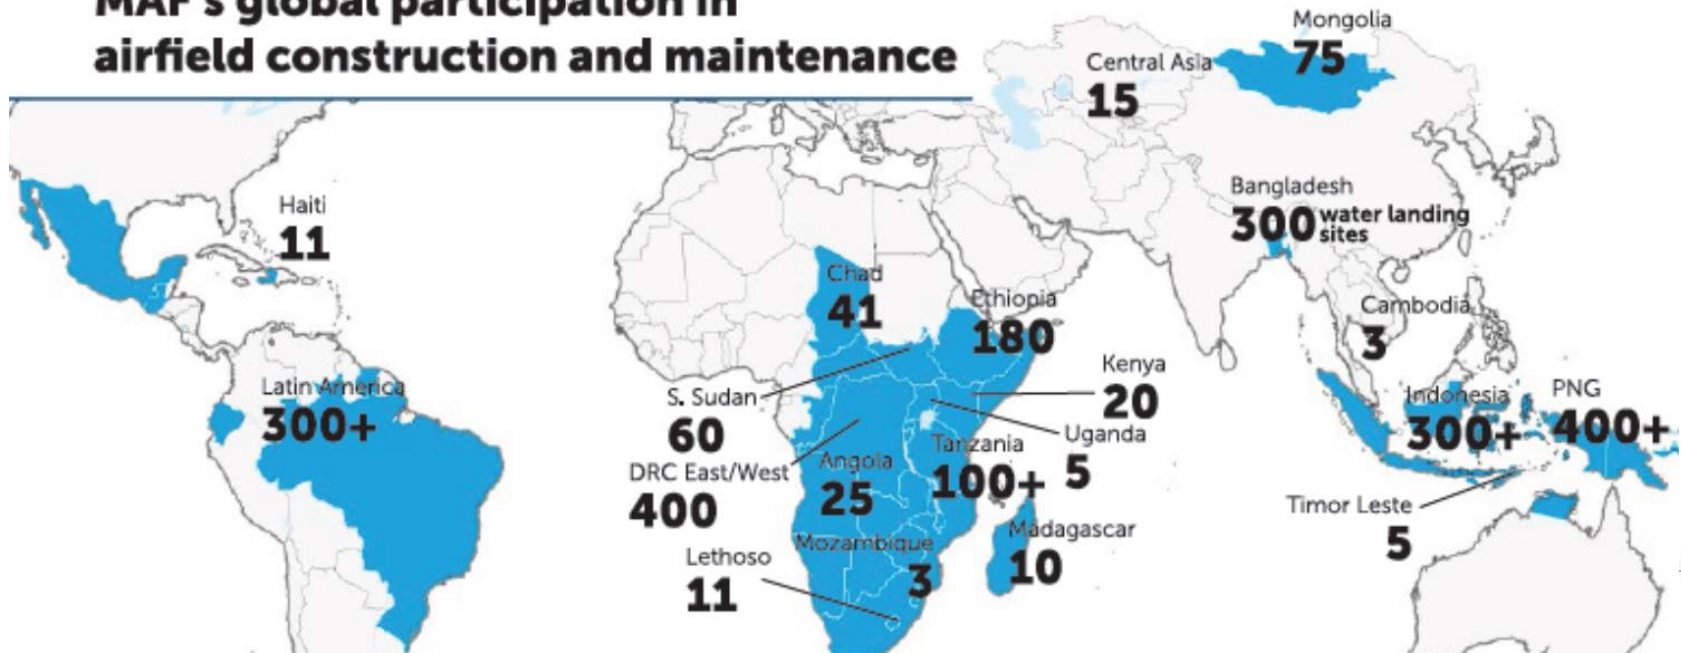 MAF's global participation in
airfield construction and maintenance
Mongolia
75
Central Asia
15
Haiti
11
Bangladesh
300 water landing
sites
Chad
41
Ethiopia
180
Cambodia
3
Kenya
20
Latin America
300+
S. Sudan
60
Indonesia
300+
PNG
400+
Uganda
5
Tanzania
100+
DRC East/West
400
Angola
25
Timor Leste
5
Madagascar
10
Mozambique
3
Lethoso
11